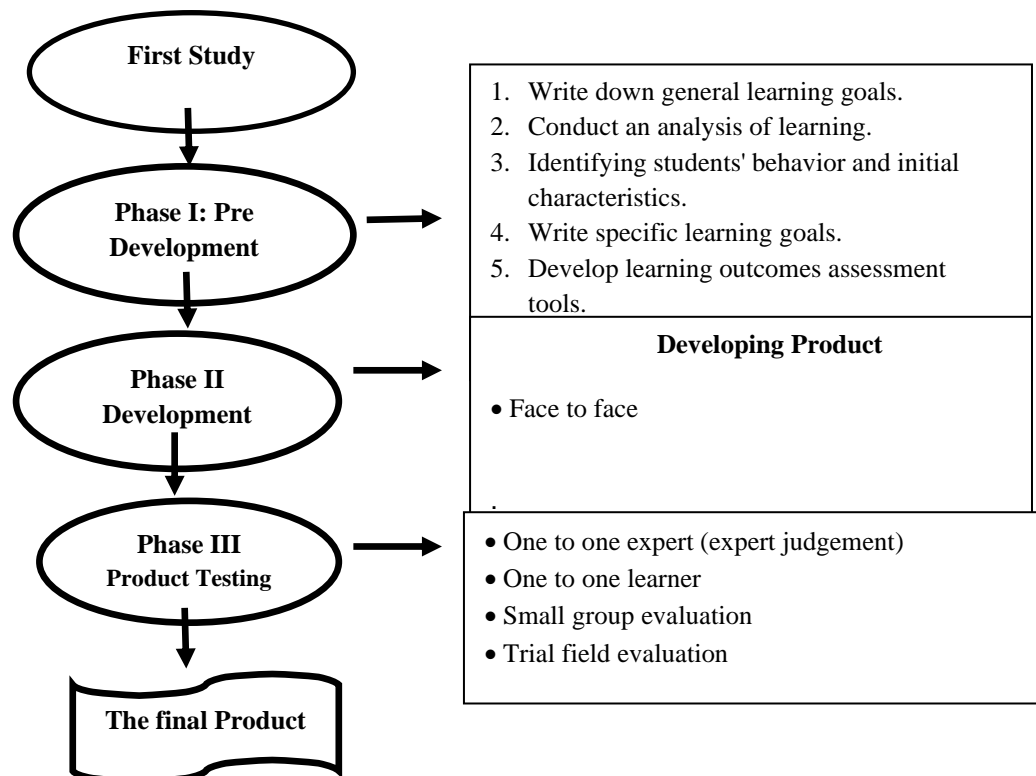 First Study
1. Write down general learning goals.
2. Conduct an analysis of learning.
3. Identifying students' behavior and initial
characteristics.
4. Write specific learning goals.
5. Develop learning outcomes assessment
tools.
Phase I: Pre
Development
Developing Product
• Face to face
Phase II
Development
• One to one expert (expert judgement)
• One to one learner
• Small group evaluation
• Trial field evaluation
Phase III
Product Testing
The final Product